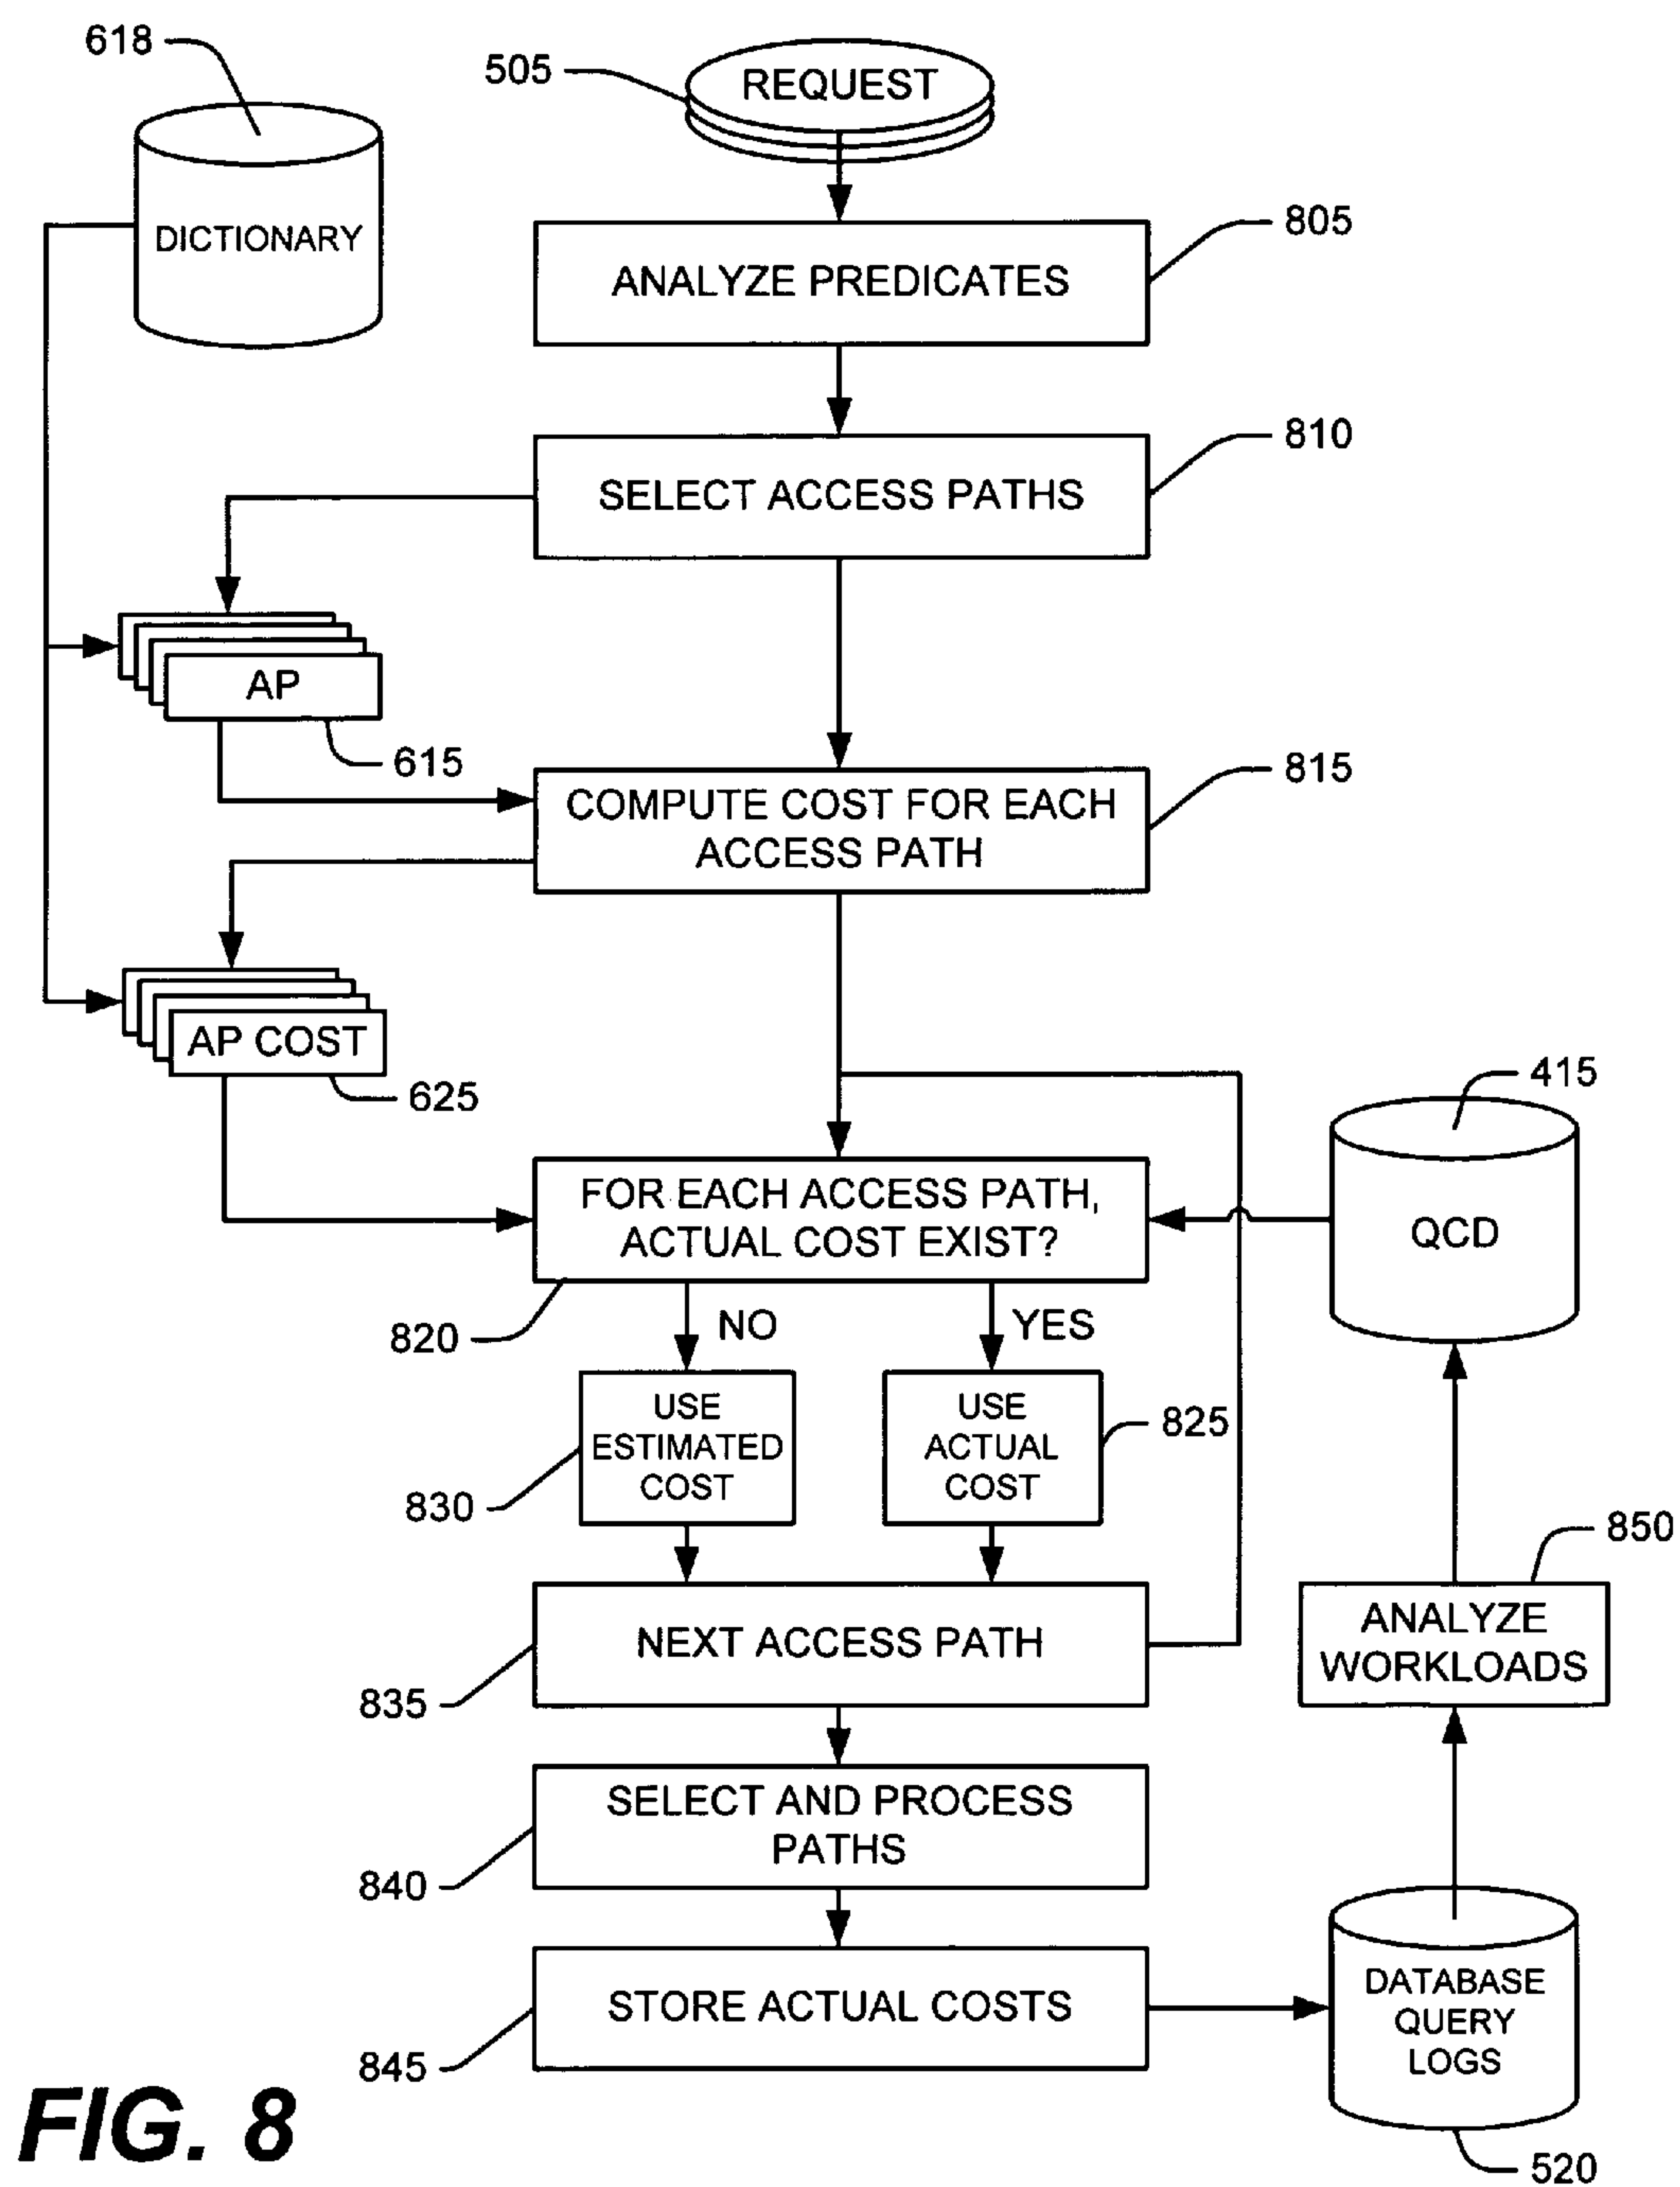 618
505
REQUEST
DICTIONARY
805
ANALYZE PREDICATES
810
SELECT ACCESS PATHS
AP
615
815
COMPUTE COST FOR EACH
ACCESS PATH
AP COST
625
415
QCD
FOR EACH ACCESS PATH,
ACTUAL COST EXIST?
820
NO
YES
USE
ESTIMATED
COST
830
USE
ACTUAL
COST
825
850
ANALYZE
WORKLOADS
NEXT ACCESS PATH
835
SELECT AND PROCESS
PATHS
840
STORE ACTUAL COSTS
845
DATABASE
QUERY
LOGS
520
FIG. 8